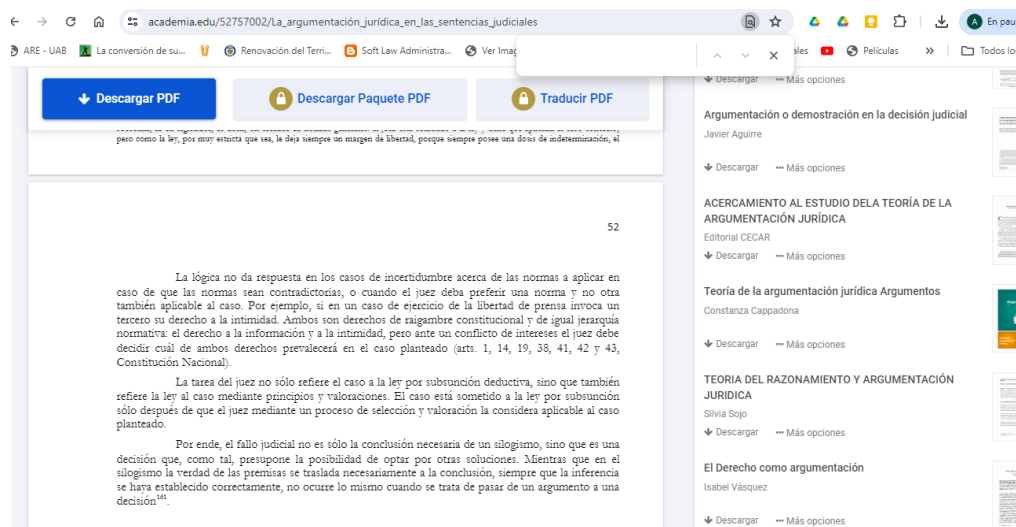 academia.edu/52757002/La_argumentación_jurídica_en_las_sentencias_judiciales
A En pau
ARE - UAB
La conversión de su...
Renovación del Terri...
Soft Law Administra...
Ver Imag
ales
Películas
»
Todos los
Descargar PDF
Descargar Paquete PDF
Traducir PDF
pero como la ley, por muy estricta que sea, le deja siempre un margen de libertad, porque siempre posee una dosis de indeterminación, el
52
La lógica no da respuesta en los casos de incertidumbre acerca de las normas a aplicar en
caso de que las normas sean contradictorias, o cuando el juez deba preferir una norma y no otra
también aplicable al caso. Por ejemplo, si en un caso de ejercicio de la libertad de prensa invoca un
tercero su derecho a la intimidad. Ambos son derechos de raigambre constitucional y de igual jerarquía
normativa: el derecho a la información y a la intimidad, pero ante un conflicto de intereses el juez debe
decidir cuál de ambos derechos prevalecerá en el caso planteado (arts. 1, 14, 19, 38, 41, 42 y 43,
Constitución Nacional).
La tarea del juez no sólo refiere el caso a la ley por subsunción deductiva, sino que también
refiere la ley al caso mediante principios y valoraciones. El caso está sometido a la ley por subsunción
sólo después de que el juez mediante un proceso de selección y valoración la considera aplicable al caso
planteado.
Por ende, el fallo judicial no es sólo la conclusión necesaria de un silogismo, sino que es una
decisión que, como tal, presupone la posibilidad de optar por otras soluciones. Mientras que en el
silogismo la verdad de las premisas se traslada necesariamente a la conclusión, siempre que la inferencia
se haya establecido correctamente, no ocurre lo mismo cuando se trata de pasar de un argumento a una
decisión161.
Descargar ••• Más opciones
Argumentación o demostración en la decisión judicial
Javier Aguirre
Descargar ••• Más opciones
ACERCAMIENTO AL ESTUDIO DELA TEORÍA DE LA
ARGUMENTACIÓN JURÍDICA
Editorial CECAR
Descargar ••• Más opciones
Teoría de la argumentación jurídica Argumentos
Constanza Cappadona
Descargar ••• Más opciones
TEORIA DEL RAZONAMIENTO Y ARGUMENTACIÓN
JURIDICA
Silvia Sojo
Descargar ••• Más opciones
El Derecho como argumentación
Isabel Vásquez
Descargar ••• Más opciones